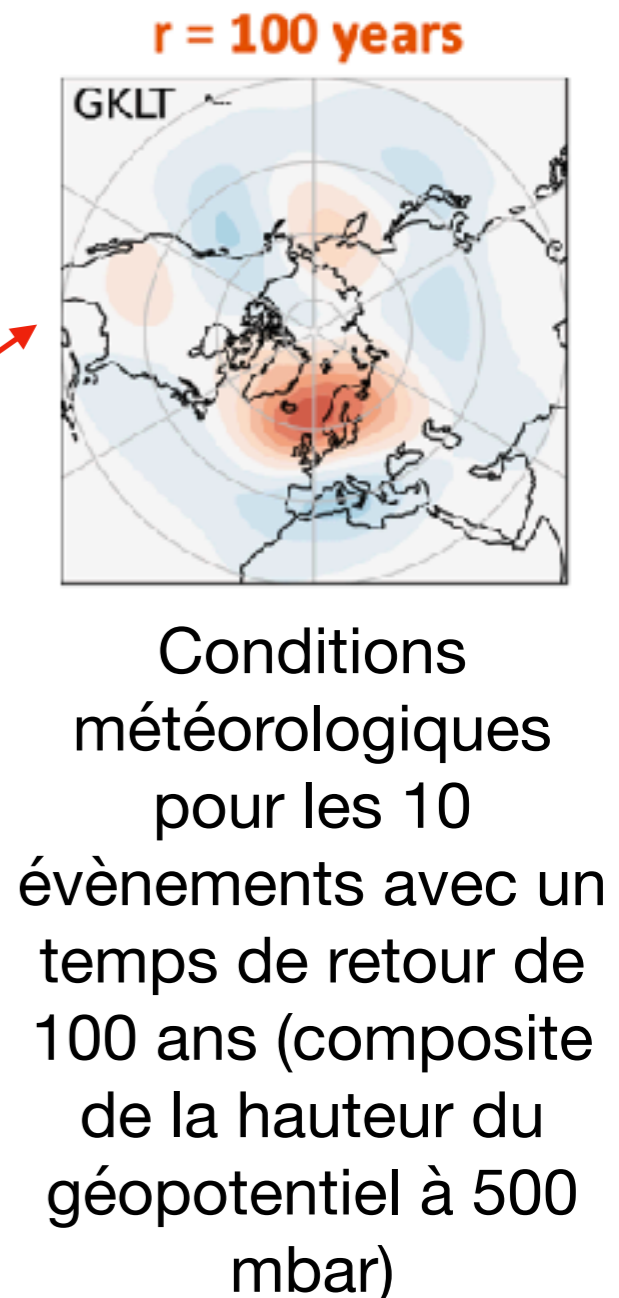 r = 100 years
GKLT
Conditions
météorologiques
pour les 10
évènements avec un
temps de retour de
100 ans (composite
de la hauteur du
géopotentiel à 500
mbar)